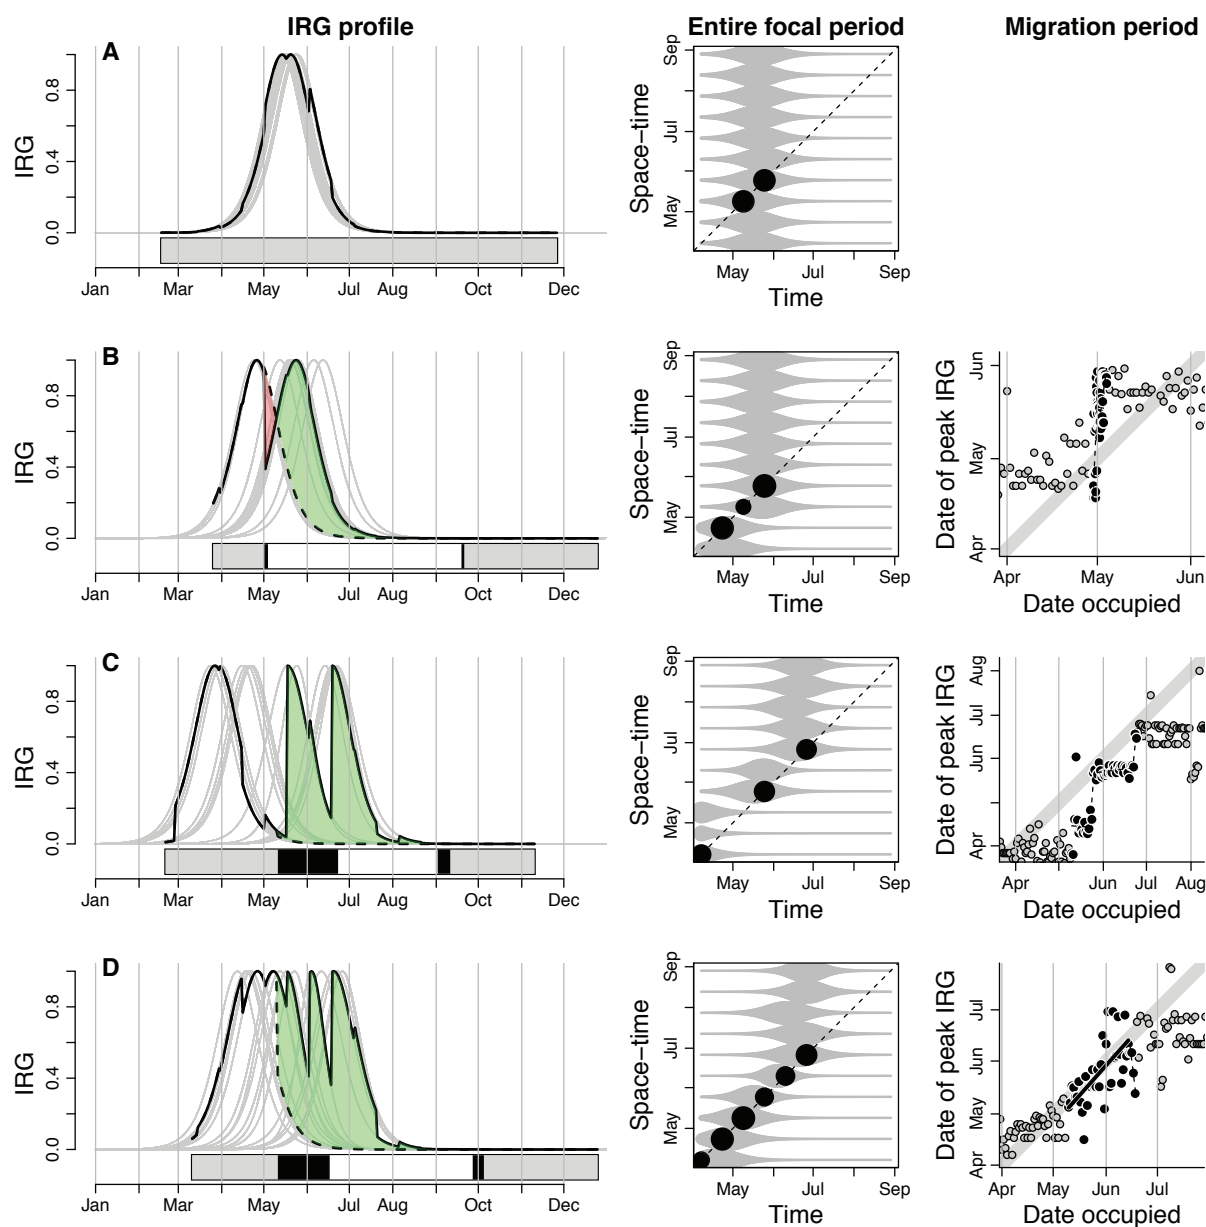 IRG profile
Entire focal period
Migration period
A
IRG
0.0
0.4
0.8
Jan
Mar
May
Jul
Aug
Oct
Dec
Space−time
May
Jul
Sep
May
Jul
Sep
Time
B
IRG
0.0
0.4
0.8
Jan
Mar
May
Jul
Aug
Oct
Dec
Space−time
May
Jul
Sep
May
Jul
Sep
Time
Date of peak IRG
Apr
May
Jun
Apr
May
Jun
Date occupied
C
IRG
0.0
0.4
0.8
Jan
Mar
May
Jul
Aug
Oct
Dec
Space−time
May
Jul
Sep
May
Jul
Sep
Time
Date of peak IRG
Apr
Jun
Jul
Aug
Apr
Jun
Jul
Aug
Date occupied
D
IRG
0.0
0.4
0.8
Jan
Mar
May
Jul
Aug
Oct
Dec
Space−time
May
Jul
Sep
May
Jul
Sep
Time
Date of peak IRG
Apr
May
Jun
Jul
Apr
May
Jun
Jul
Date occupied